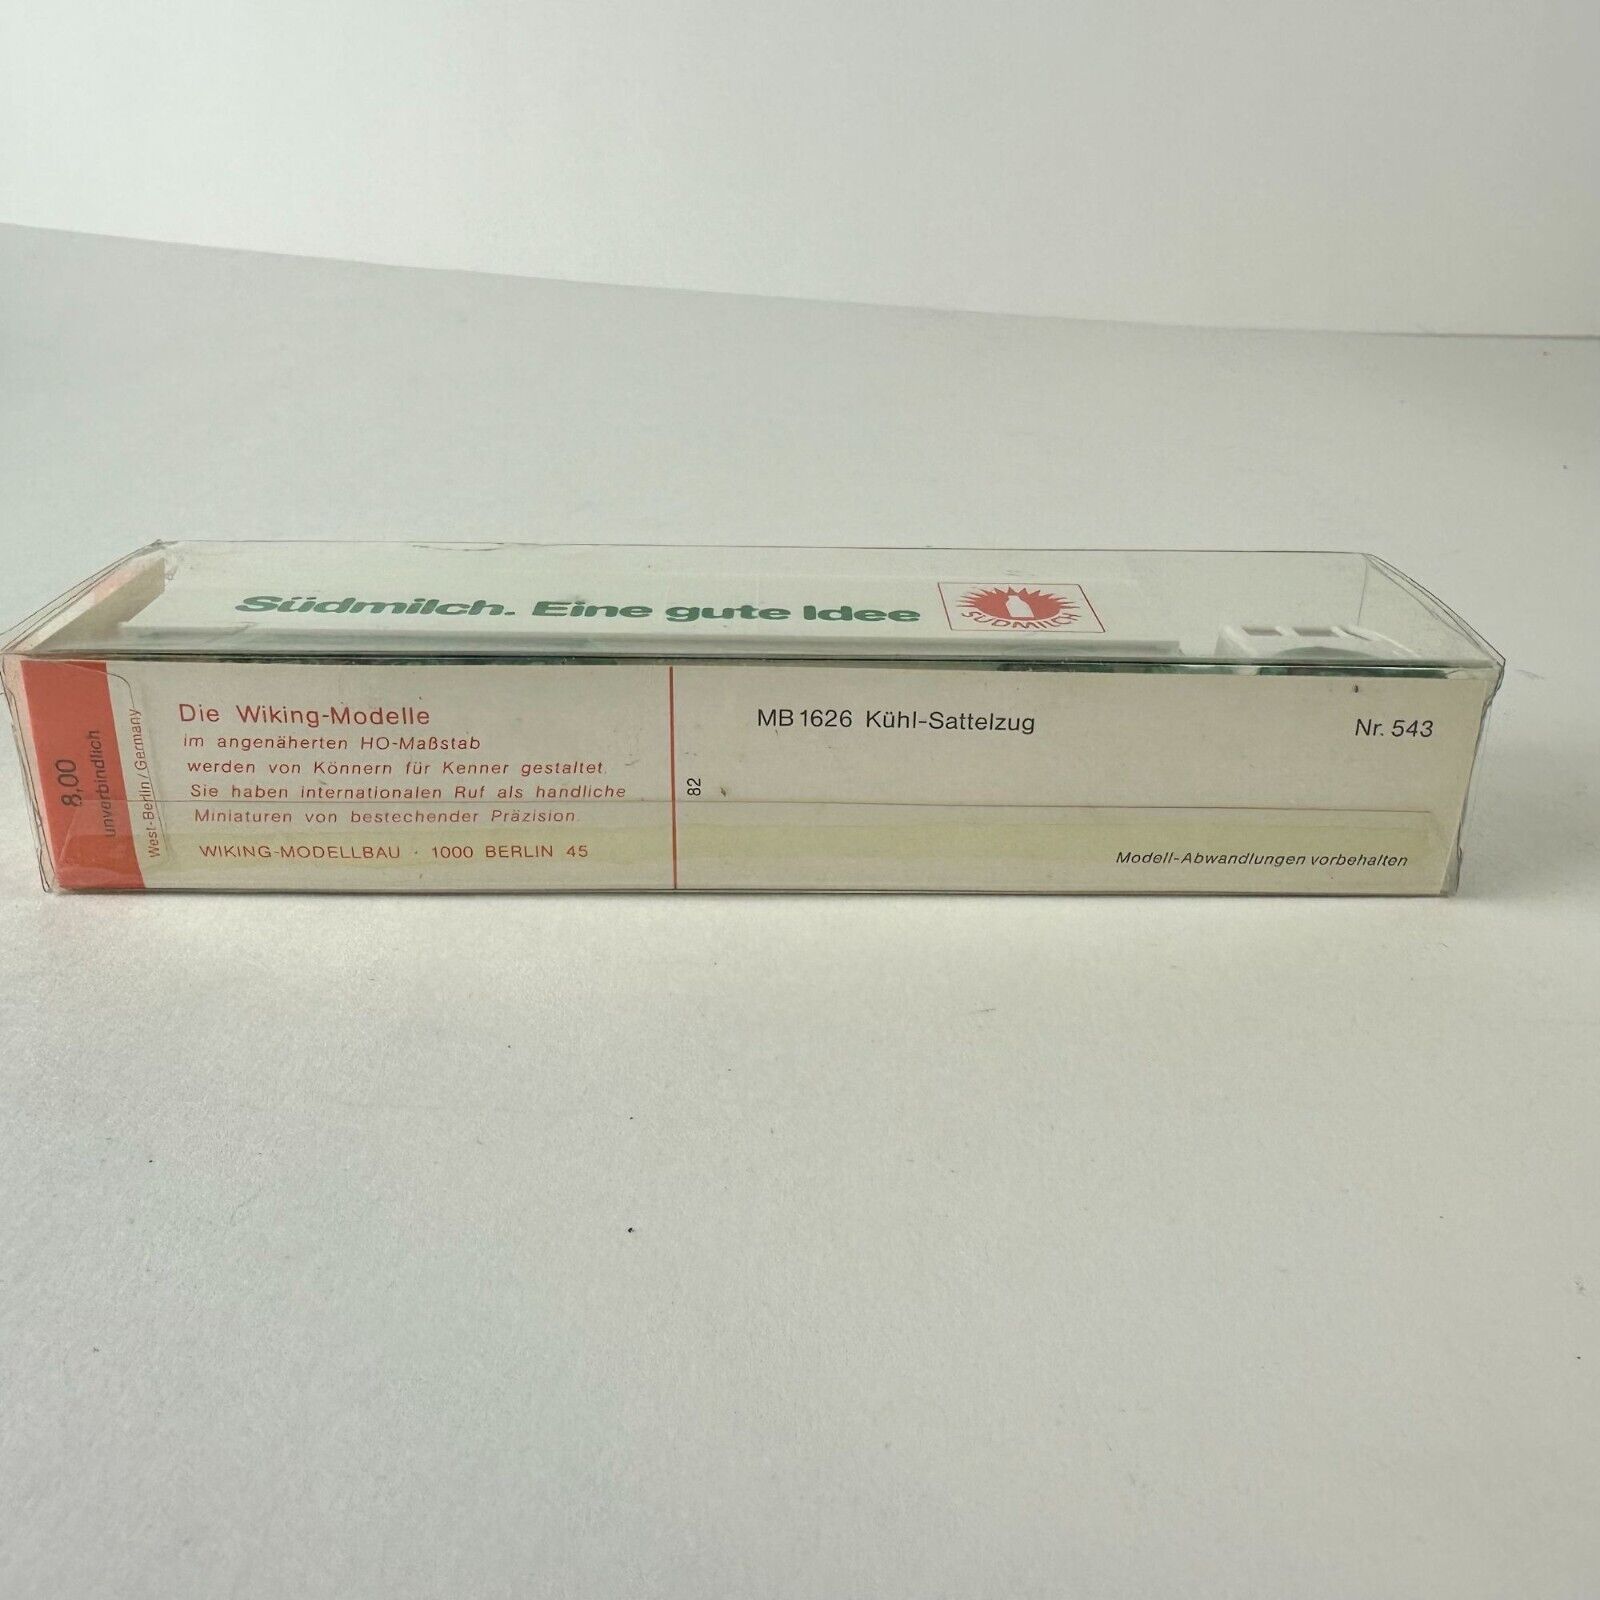 Südmilch. Eine gute Idee
SÜDMILCH
8,00
unverbindlich
West-Berlin/Germany
Die Wiking-Modelle
im angenäherten HO-Maßstab
werden von Könnern für Kenner gestaltet.
Sie haben internationalen Ruf als handliche
Miniaturen von bestechender Präzision.
WIKING-MODELLBAU · 1000 BERLIN 45
82
MB 1626 Kühl-Sattelzug
Nr. 543
Modell-Abwandlungen vorbehalten